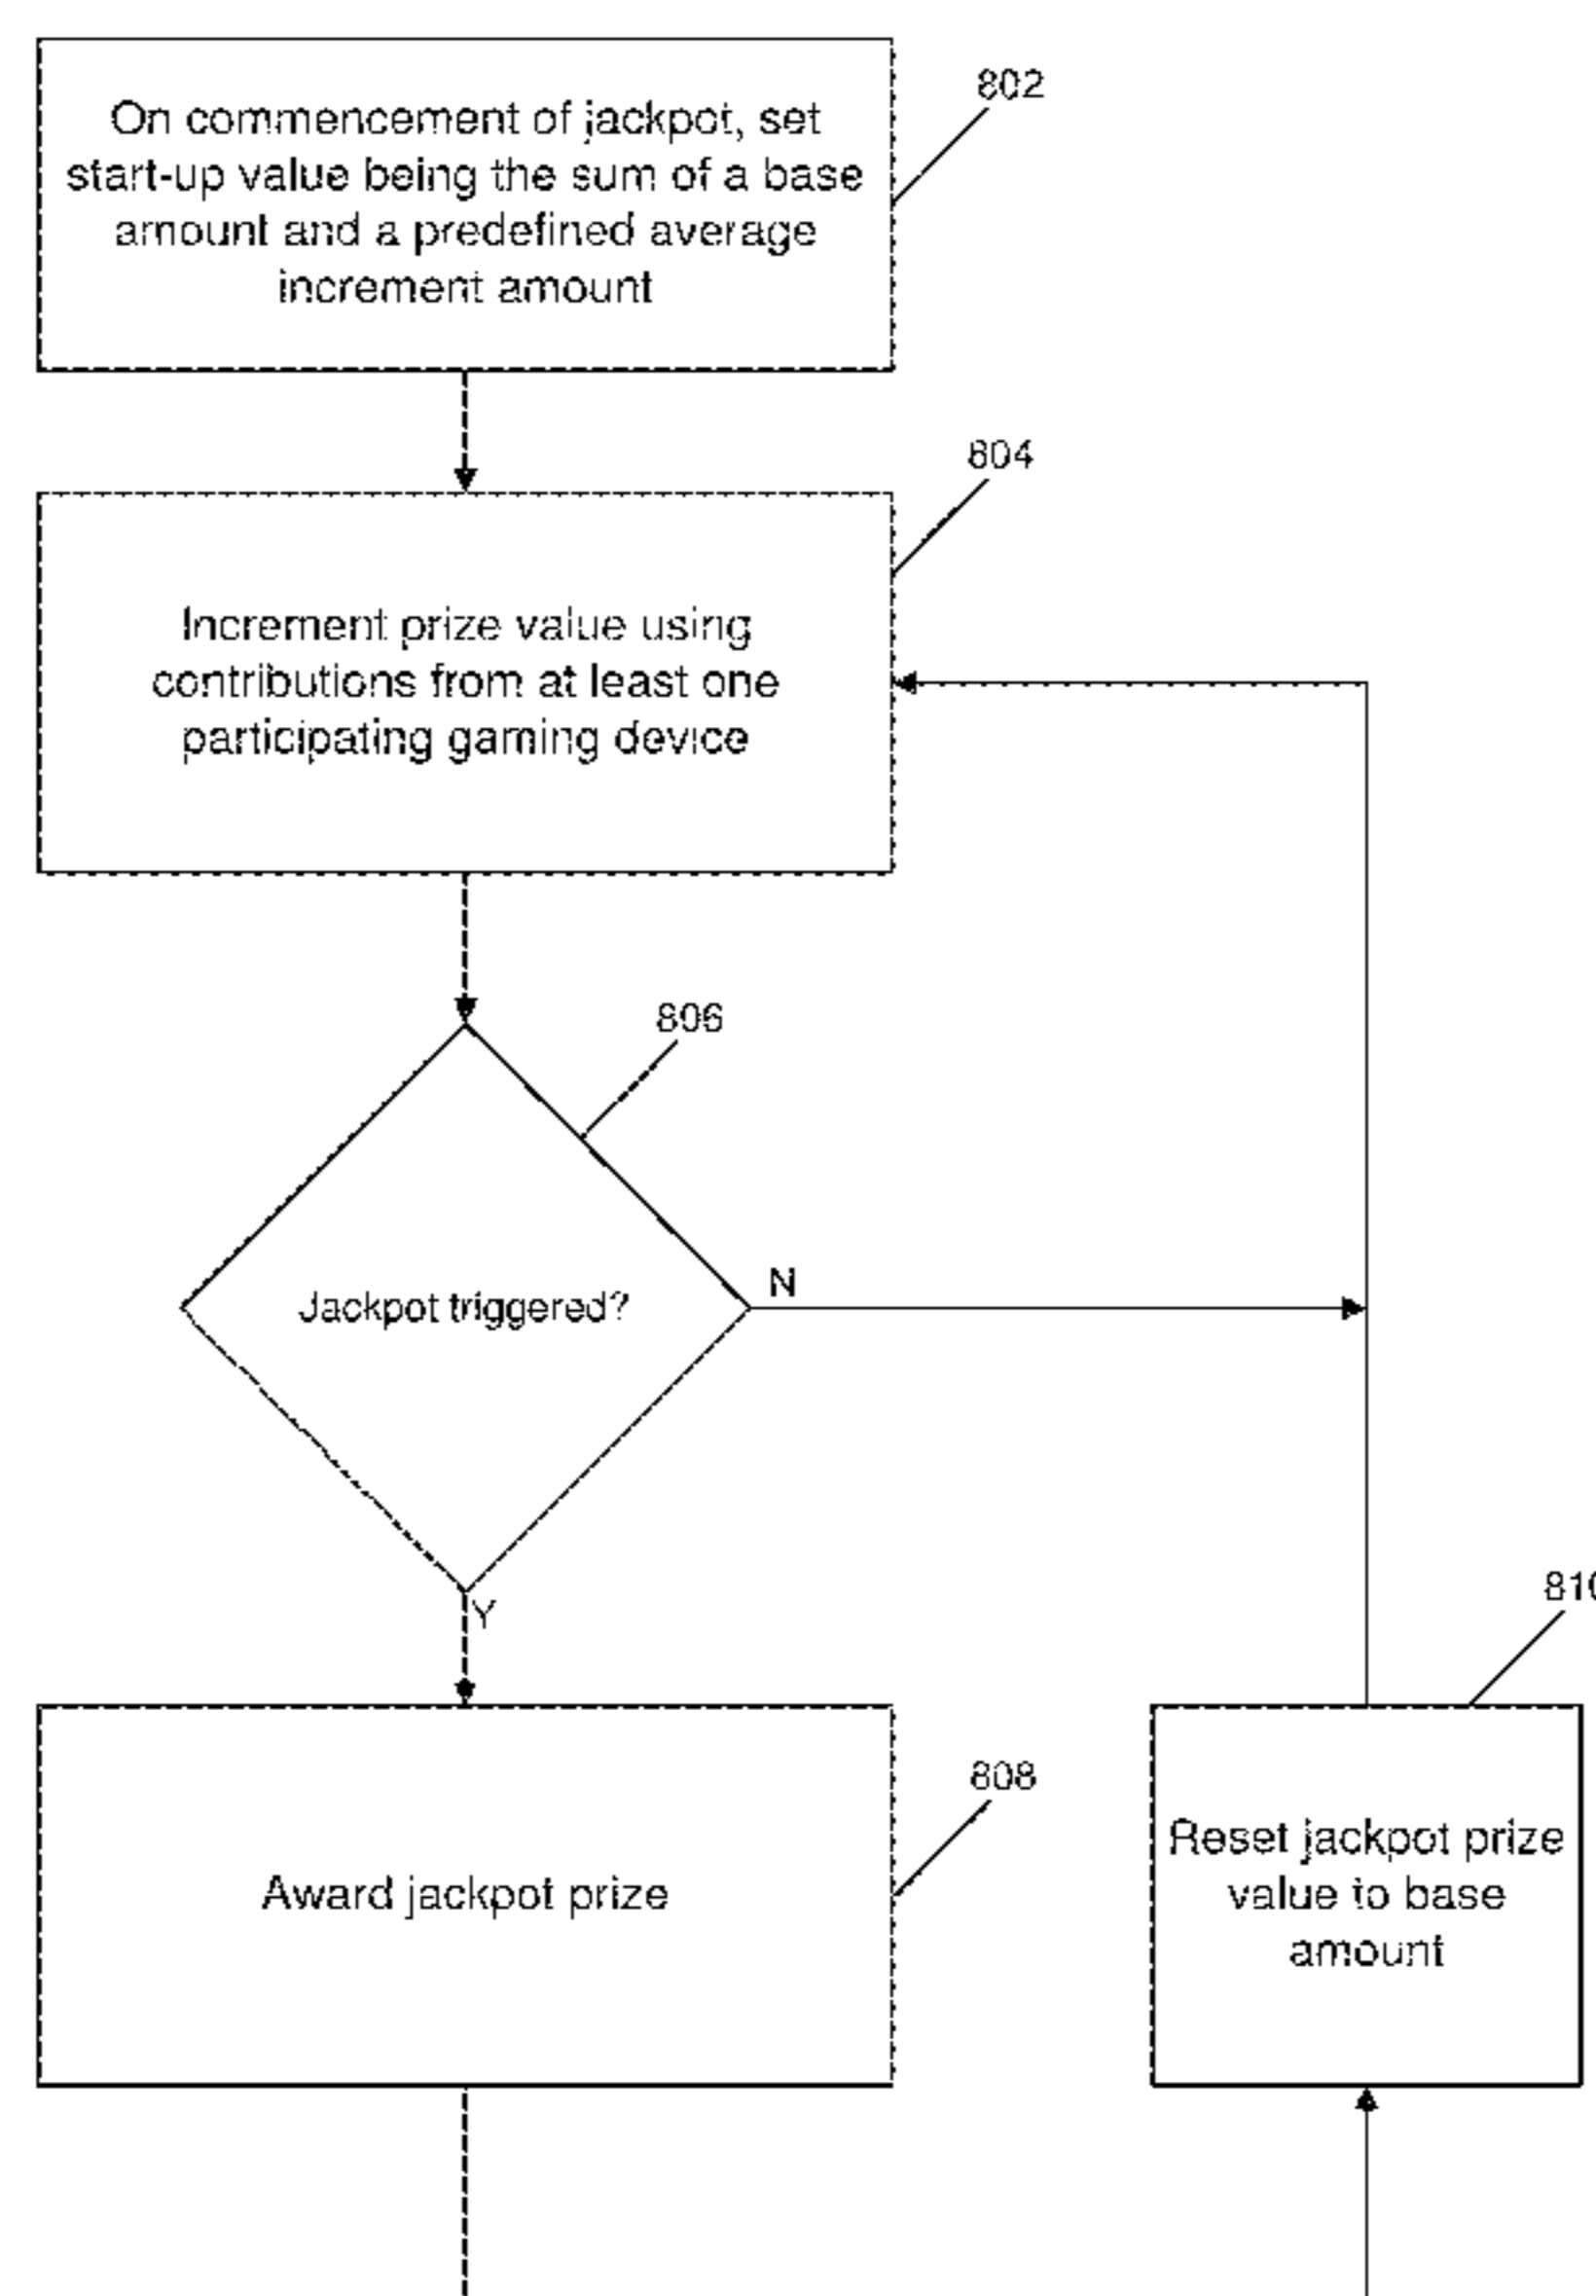 802
On commencement of jackpot, set
start-up value being the sum of a base
amount and a predefined average
increment amount
804
Increment prize value using
contributions from at least one
participating gaming device
806
Jackpot triggered?
N
Y
810
808
Award jackpot prize
Reset jackpot prize
value to base
amount